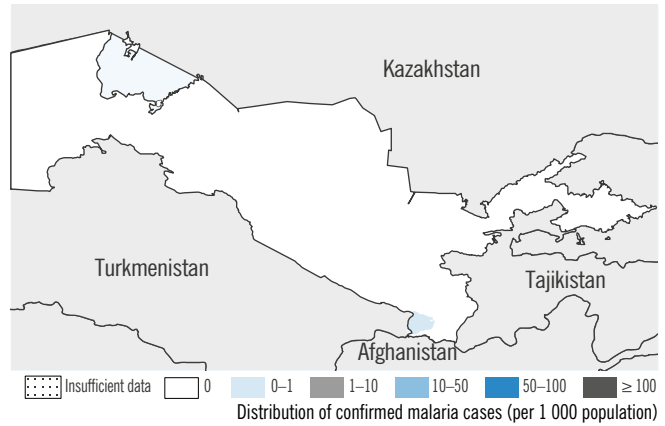 Kazakhstan
Turkmenistan
Tajikistan
Afghanistan
Insufficient data 0 0–1 1–10 10–50 50–100 ≥ 100
Distribution of confirmed malaria cases (per 1 000 population)